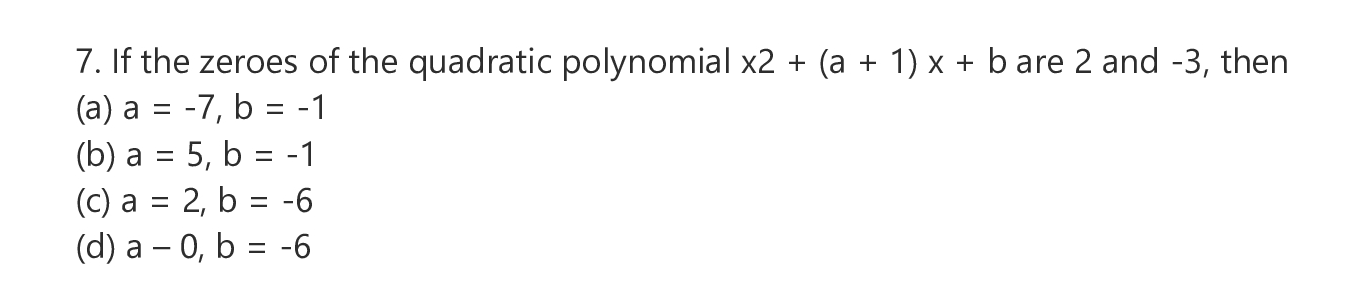 7. If the zeroes of the quadratic polynomial x2 + (a + 1) x + b are 2 and -3, then
(a) a = -7, b = -1
(b) a = 5, b = -1
(c) a = 2, b = -6
(d) a – 0, b = -6